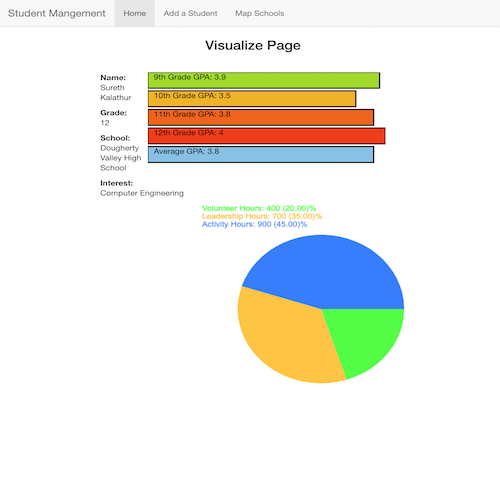 Student Mangement Home Add a Student Map Schools
Visualize Page
Name:
Sureth
Kalathur
Grade:
12
School:
Dougherty
Valley High
School
Interest:
Computer Engineering
9th Grade GPA: 3.9
10th Grade GPA: 3.5
11th Grade GPA: 3.8
12th Grade GPA: 4
Average GPA: 3.8
Volunteer Hours: 400 (20.00)%
Leadership Hours: 700 (35.00)%
Activity Hours: 900 (45.00)%